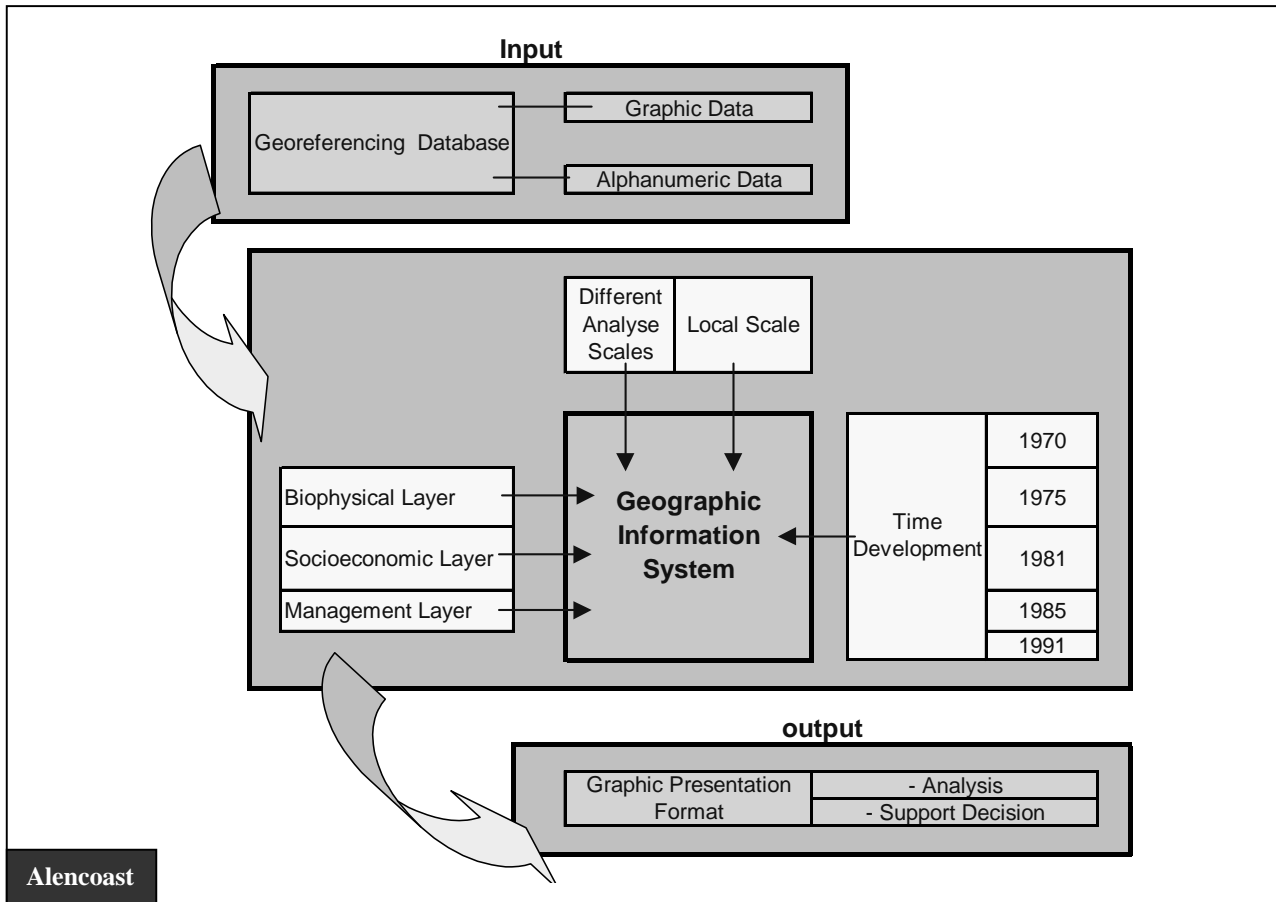 Input
Georeferencing Database
Graphic Data
Alphanumeric Data
Different
Analyse
Scales
Local Scale
Biophysical Layer
Socioeconomic Layer
Management Layer
Geographic
Information
System
Time
Development
1970
1975
1981
1985
1991
output
Graphic Presentation
Format
- Analysis
- Support Decision
Alencoast